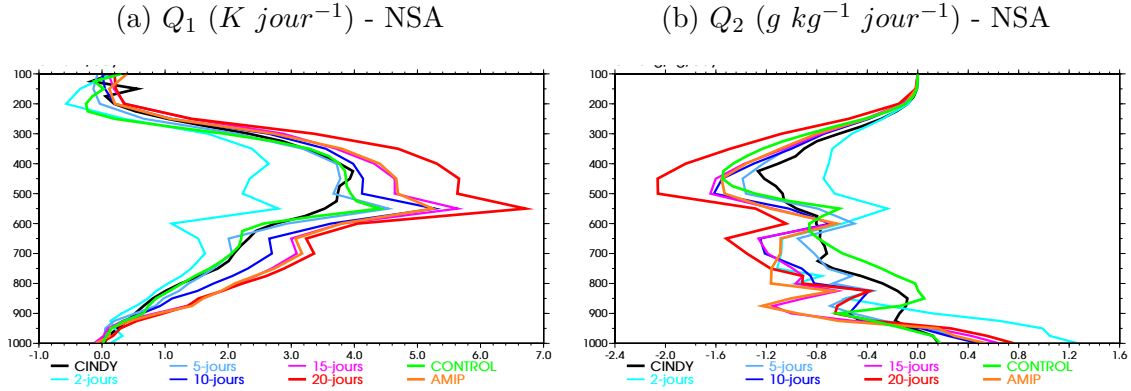 (a) Q₁ (K jour⁻¹) - NSA
100
200
300
400
500
600
700
800
900
1000
-1.0 0.0 1.0 2.0 3.0 4.0 5.0 6.0 7.0
CINDY 5-jours 15-jours CONTROL
2-jours 10-jours 20-jours AMIP
(b) Q₂ (g kg⁻¹ jour⁻¹) - NSA
100
200
300
400
500
600
700
800
900
1000
-2.4 -2.0 -1.6 -1.2 -0.8 -0.4 0.0 0.4 0.8 1.2 1.6
CINDY 5-jours 15-jours CONTROL
2-jours 10-jours 20-jours AMIP